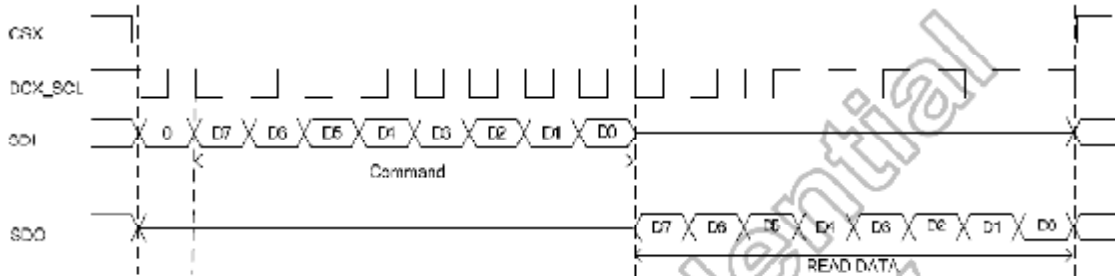 CSX
DCX_SCL
SDI 0 D7 D6 D5 D4 D3 D2 D1 D0
Command
SDO D7 D6 D5 D4 D3 D2 D1 D0
READ DATA
dential